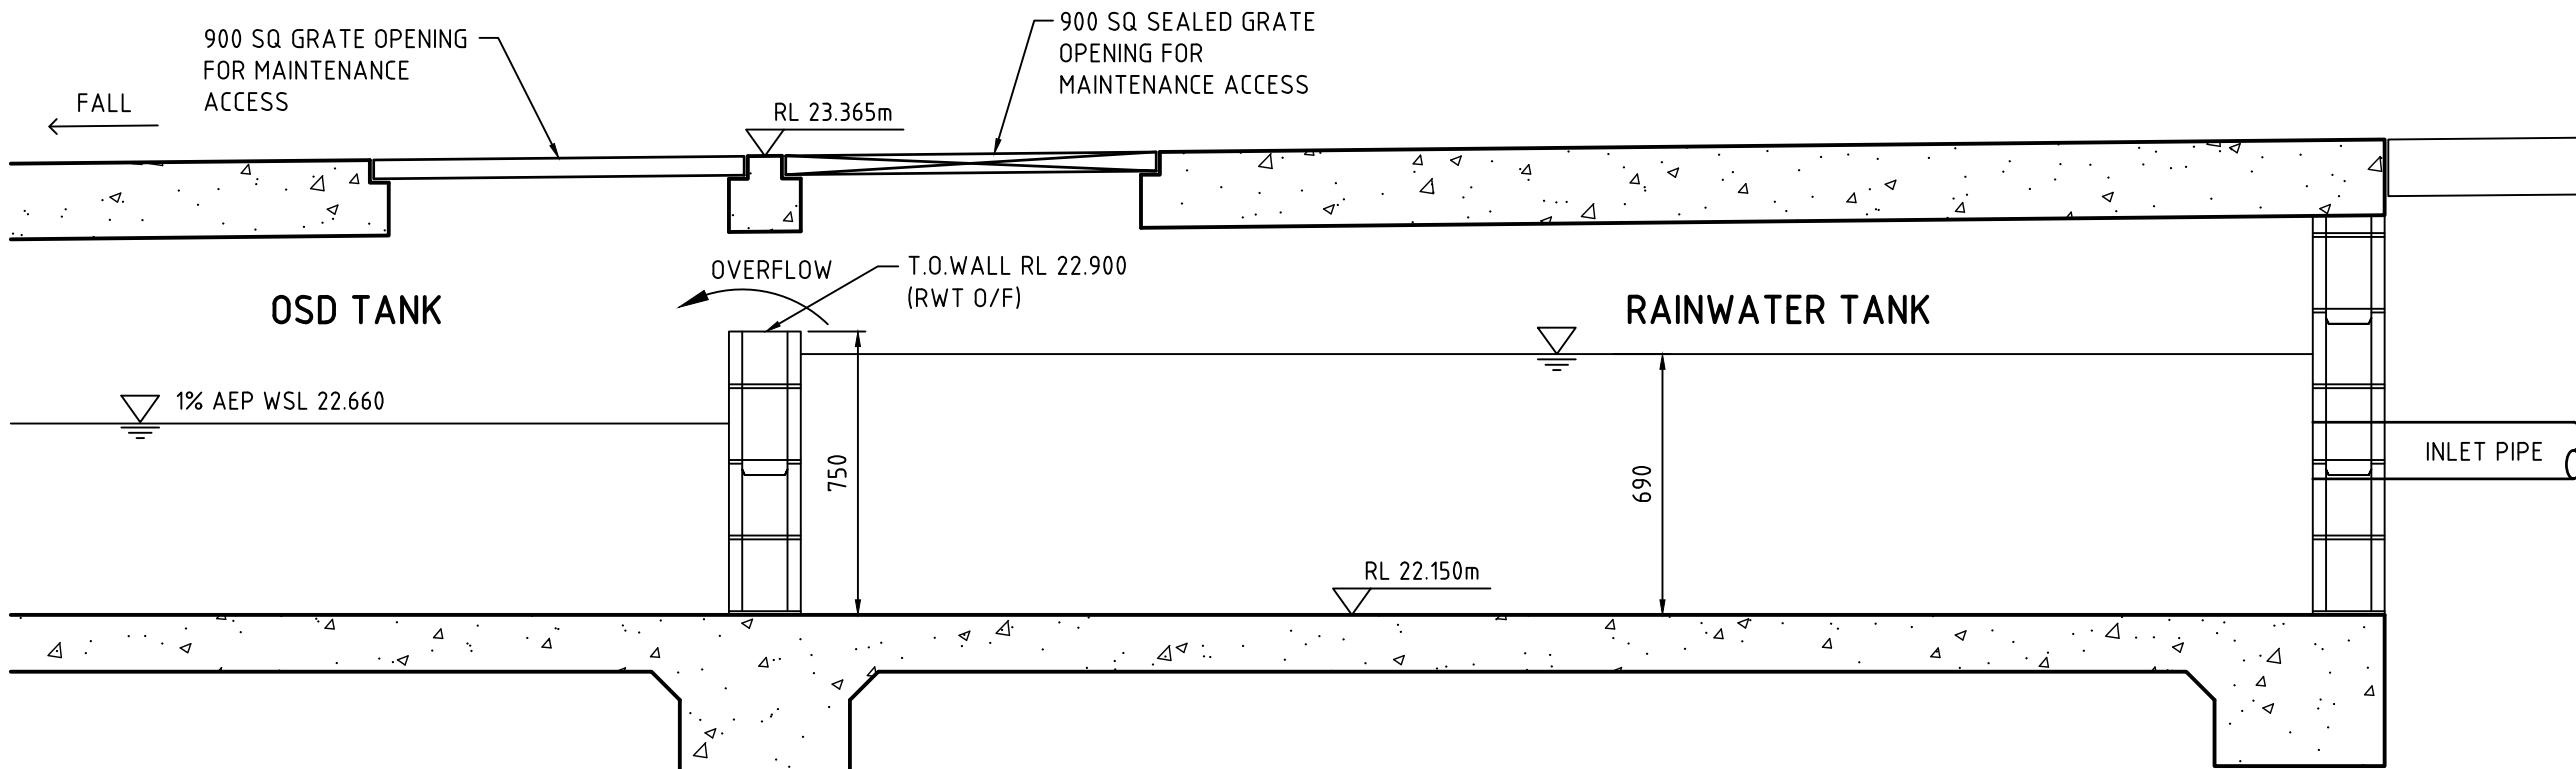 900 SQ GRATE OPENING
FOR MAINTENANCE
ACCESS
900 SQ SEALED GRATE
OPENING FOR
MAINTENANCE ACCESS
FALL
RL 23.365m
OVERFLOW
T.O.WALL RL 22.900
(RWT O/F)
OSD TANK
RAINWATER TANK
1% AEP WSL 22.660
750
690
INLET PIPE
RL 22.150m